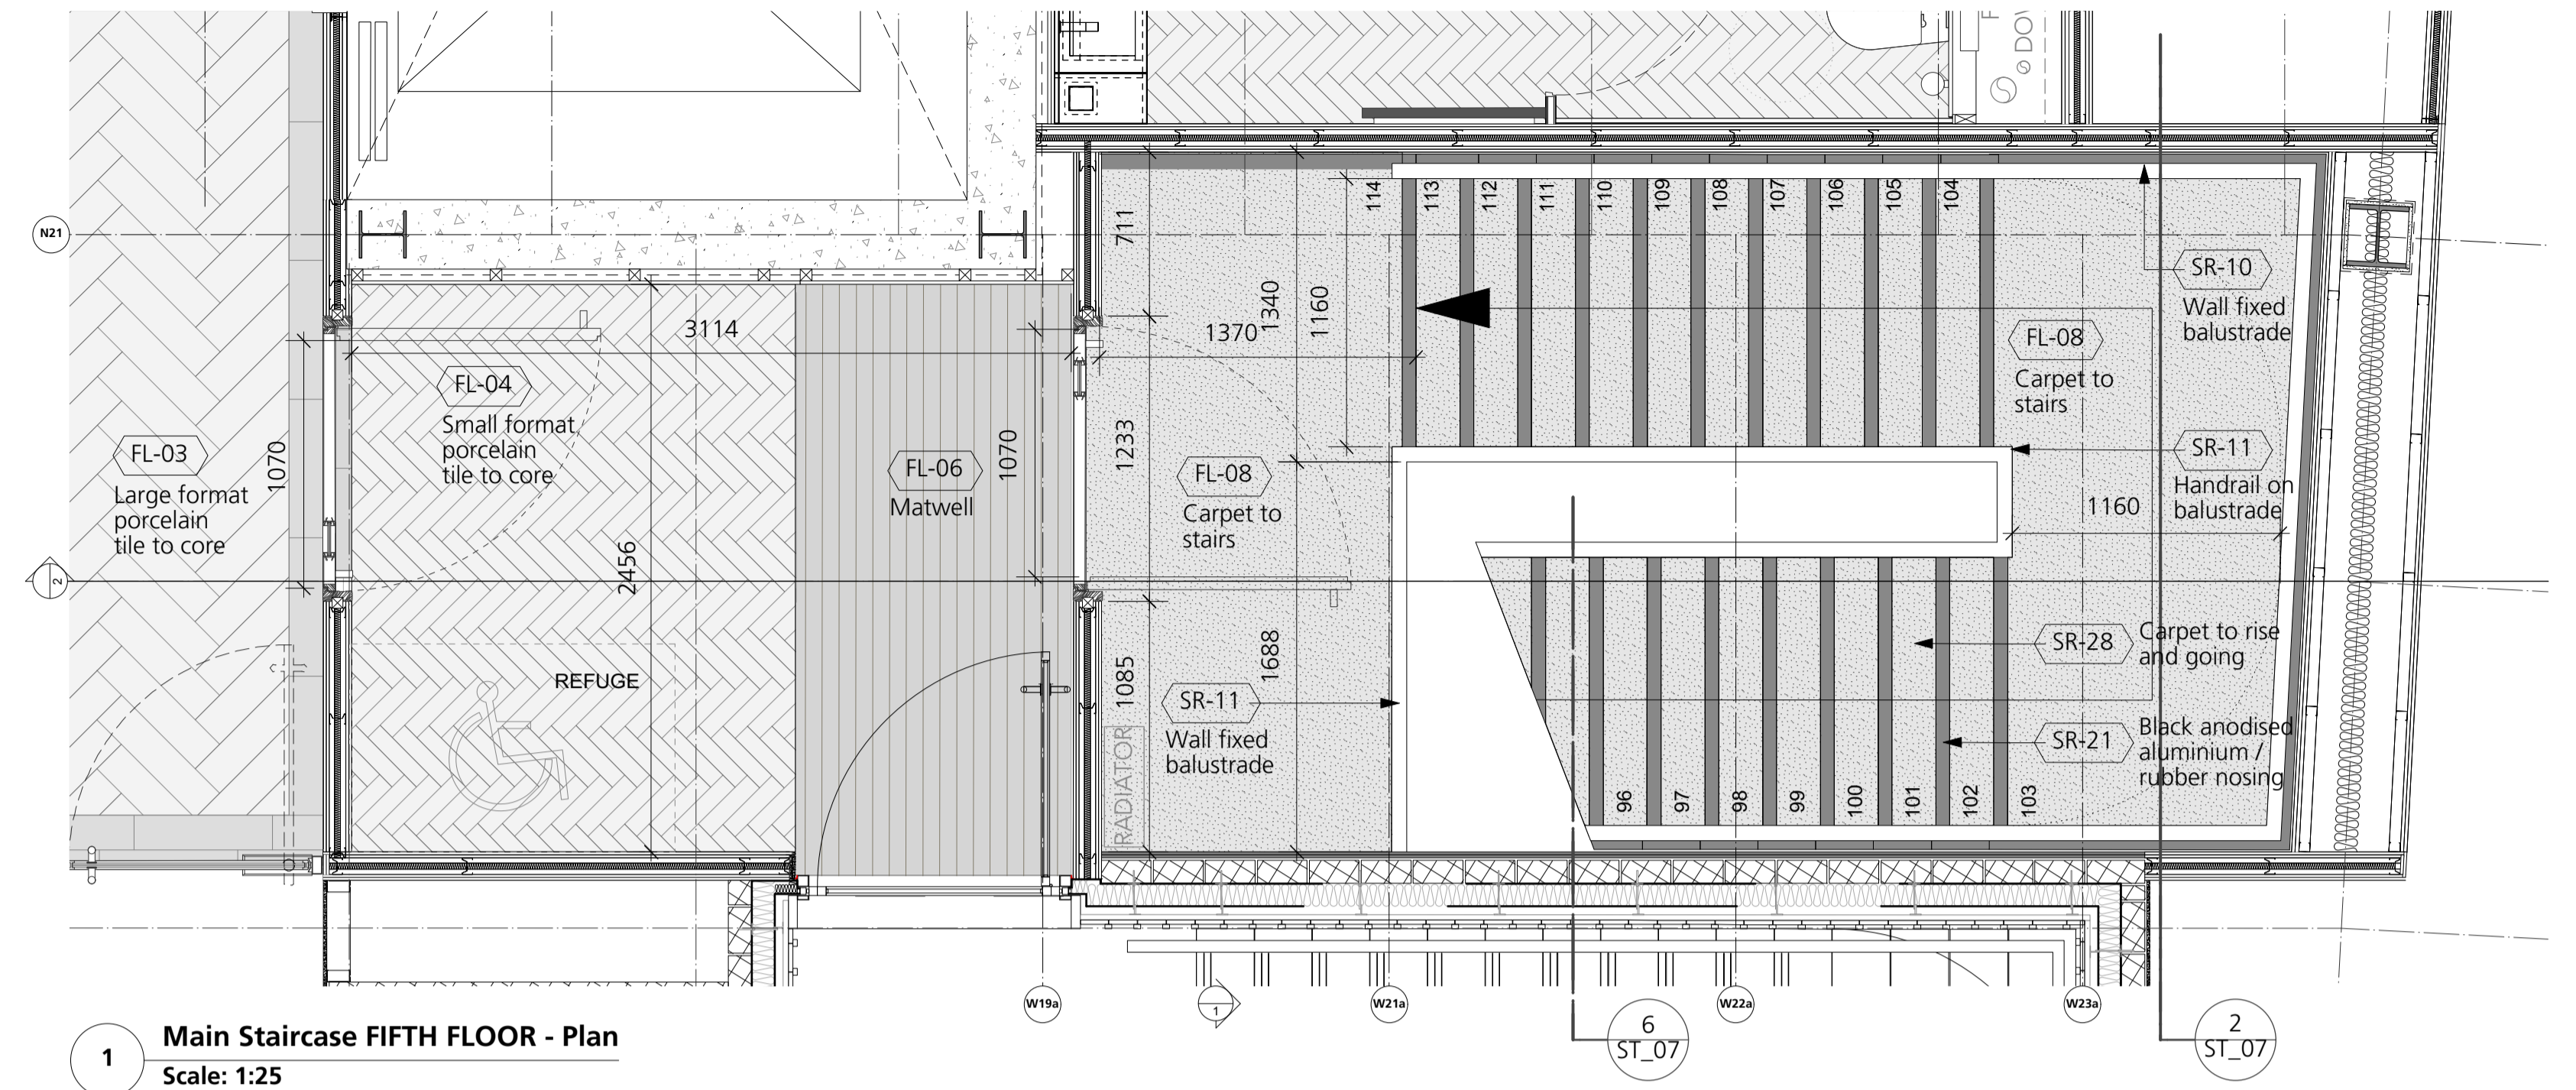 DOW
N21
711
1340
1160
114
113
112
111
110
109
108
107
106
105
104
SR-10
Wall fixed
balustrade
3114
1370
FL-08
Carpet to
stairs
FL-04
Small format
porcelain
tile to core
FL-03
Large format
porcelain
tile to core
1070
FL-06
Matwell
1070
1233
FL-08
Carpet to
stairs
SR-11
Handrail on
balustrade
1160
2
2456
REFUGE
1085
1688
RADIATOR
SR-11
Wall fixed
balustrade
SR-28
Carpet to rise
and going
SR-21
Black anodised
aluminium /
rubber nosing
96
97
98
99
100
101
102
103
W19a
1
W21a
W22a
W23a
6
ST_07
2
ST_07
1
Main Staircase FIFTH FLOOR - Plan
Scale: 1:25